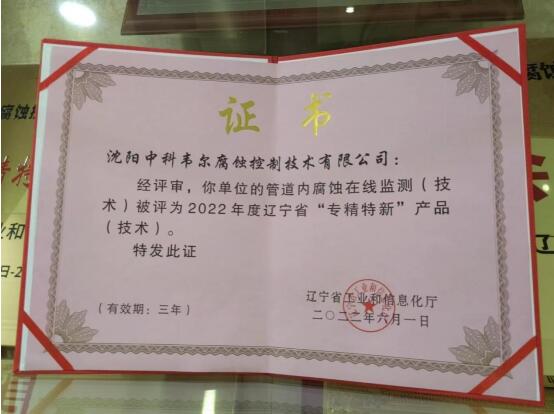 证书
沈阳中科韦尔腐蚀控制技术有限公司：
经评审，你单位的管道内腐蚀在线监测（技
术）被评为2022年度辽宁省“专精特新”产品
（技术）。
特发此证
辽宁省工业和信息化厅
（有效期：三年）
二〇二二年六月一日